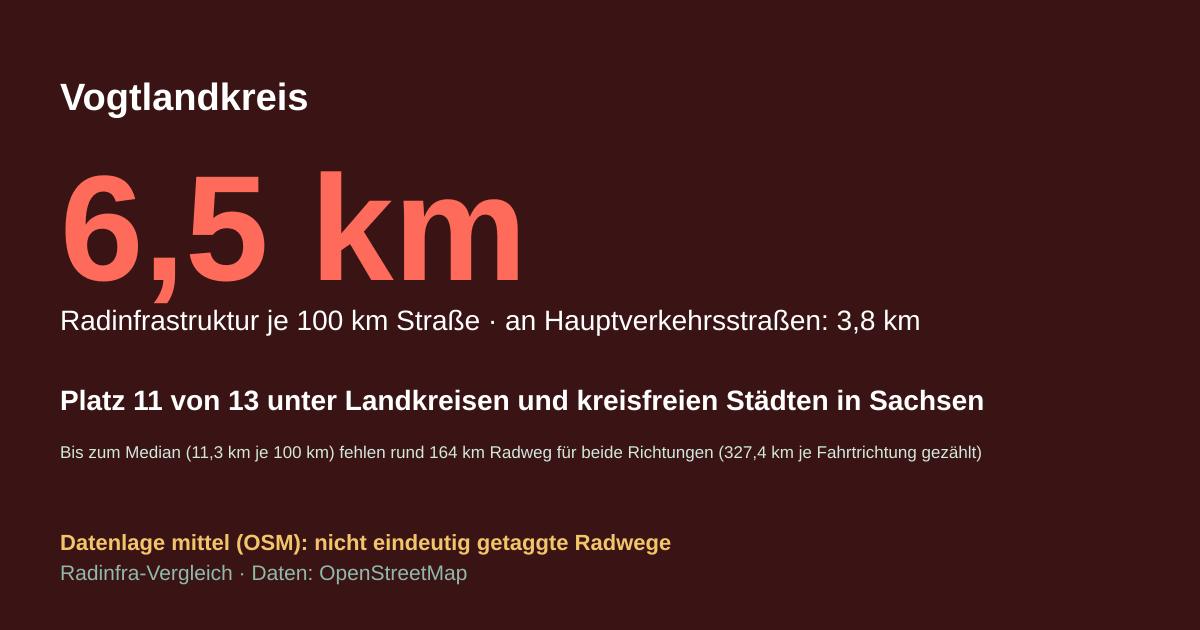 Vogtlandkreis
6,5 km
Radinfrastruktur je 100 km Straße · an Hauptverkehrsstraßen: 3,8 km
Platz 11 von 13 unter Landkreisen und kreisfreien Städten in Sachsen
Bis zum Median (11,3 km je 100 km) fehlen rund 164 km Radweg für beide Richtungen (327,4 km je Fahrtrichtung gezählt)
Datenlage mittel (OSM): nicht eindeutig getaggte Radwege
Radinfra-Vergleich · Daten: OpenStreetMap